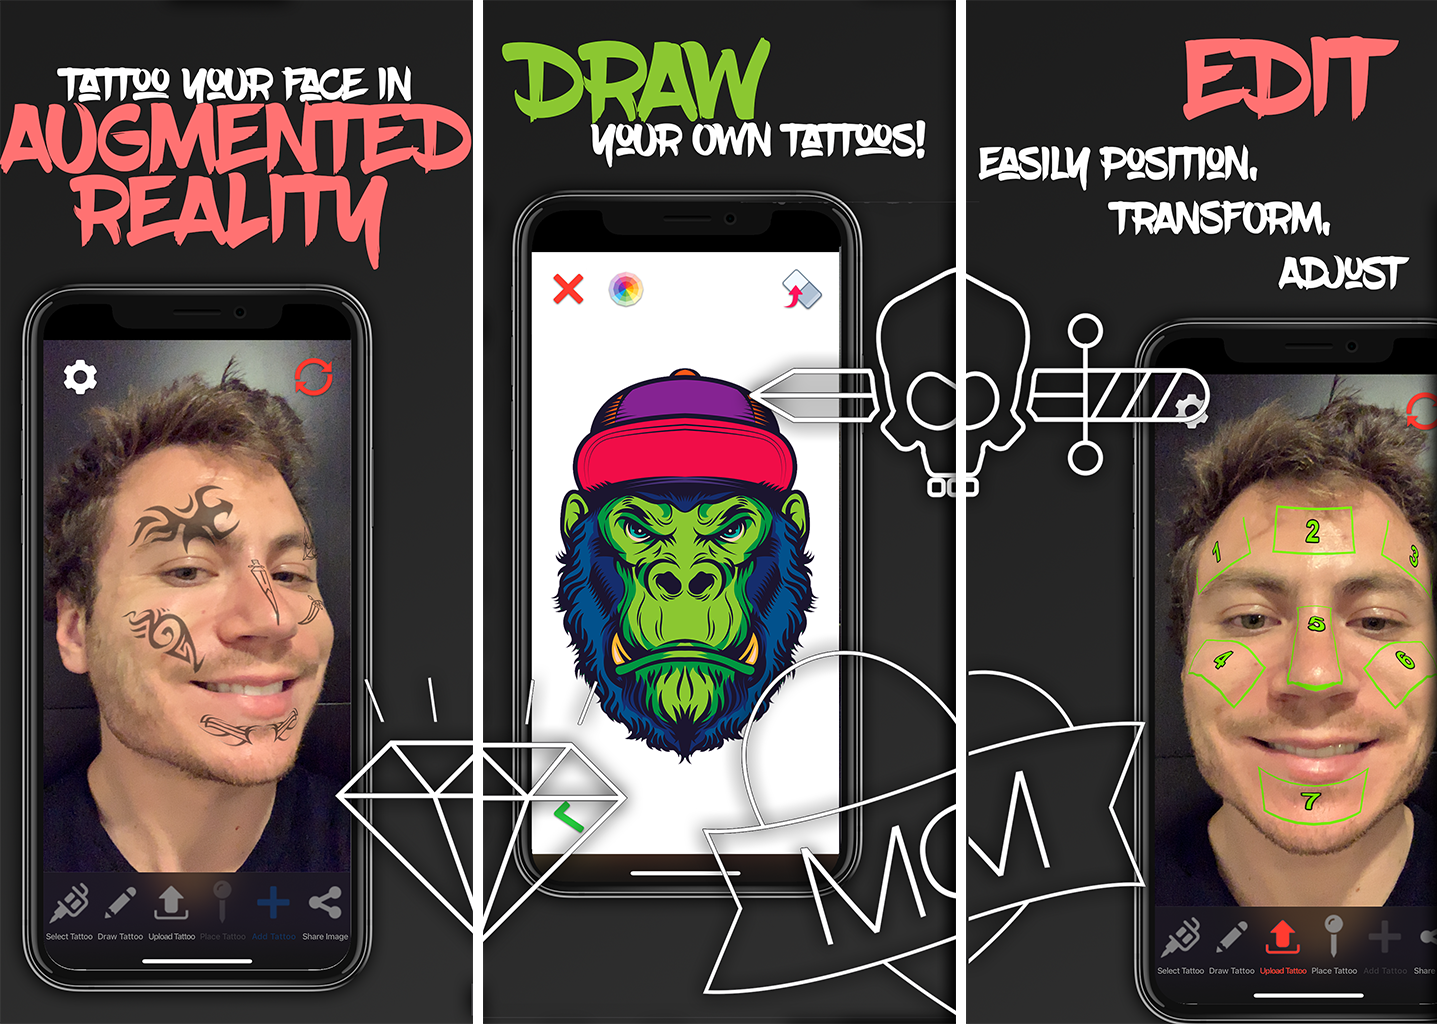 TATTOO YOUR FACE IN
AUGMENTED
REALITY
Select Tattoo Draw Tattoo Upload Tattoo Place Tattoo Add Tattoo Share Image
DRAW
YOUR OWN TATTOOS!
MOM
EDIT
EASILY POSITION,
TRANSFORM,
ADJUST
1 2 3
5
4 6
7
Select Tattoo Draw Tattoo Upload Tattoo Place Tattoo Add Tattoo Share